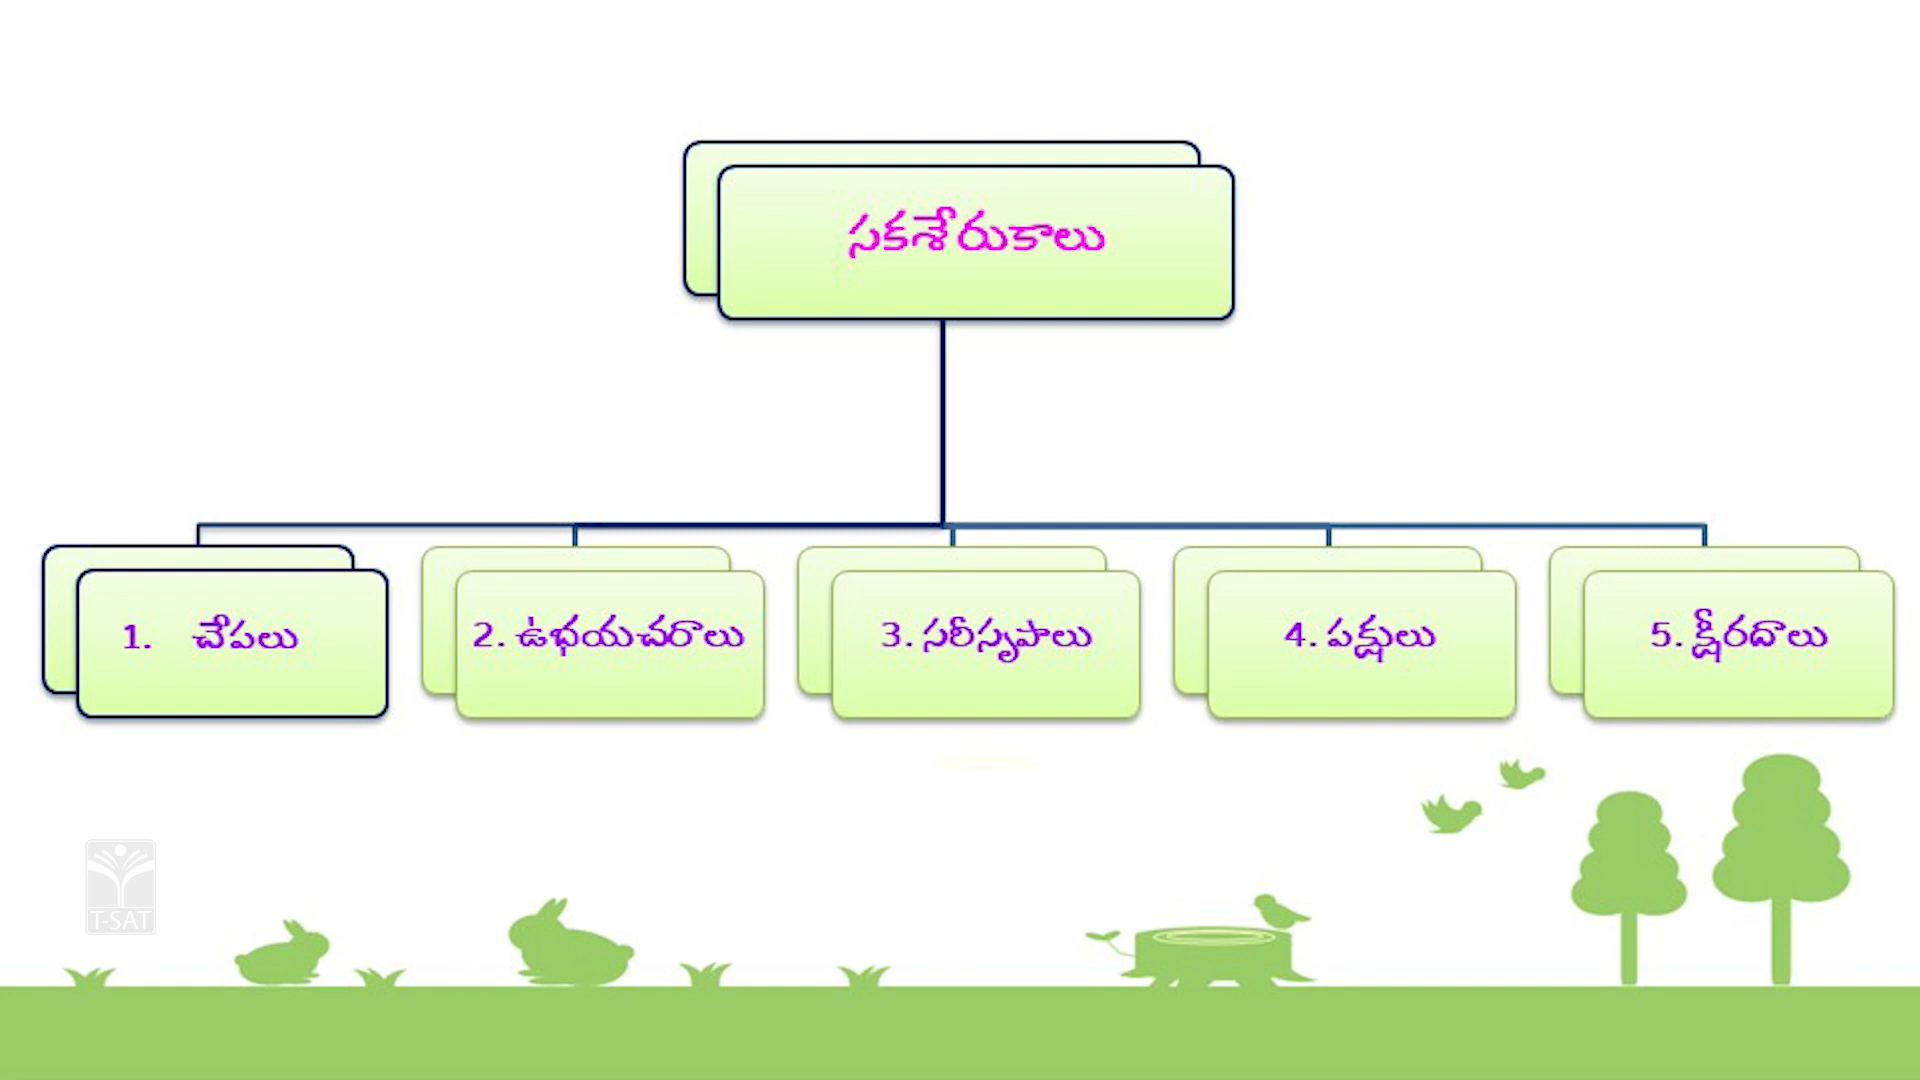 సకశేరుకాలు
1. చేపలు
2. ఉభయచరాలు
3. సరీసృపాలు
4. పక్షులు
5. క్షీరదాలు
T-SAT